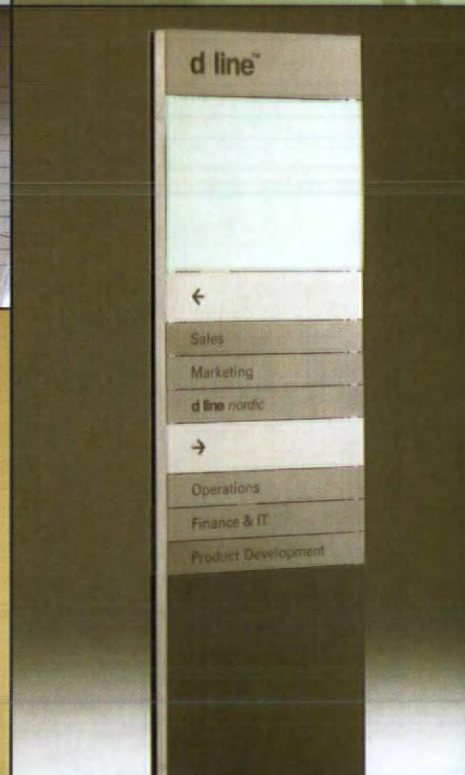 d line™
←
Sales
Marketing
d line nordic
→
Operations
Finance & IT
Product Development